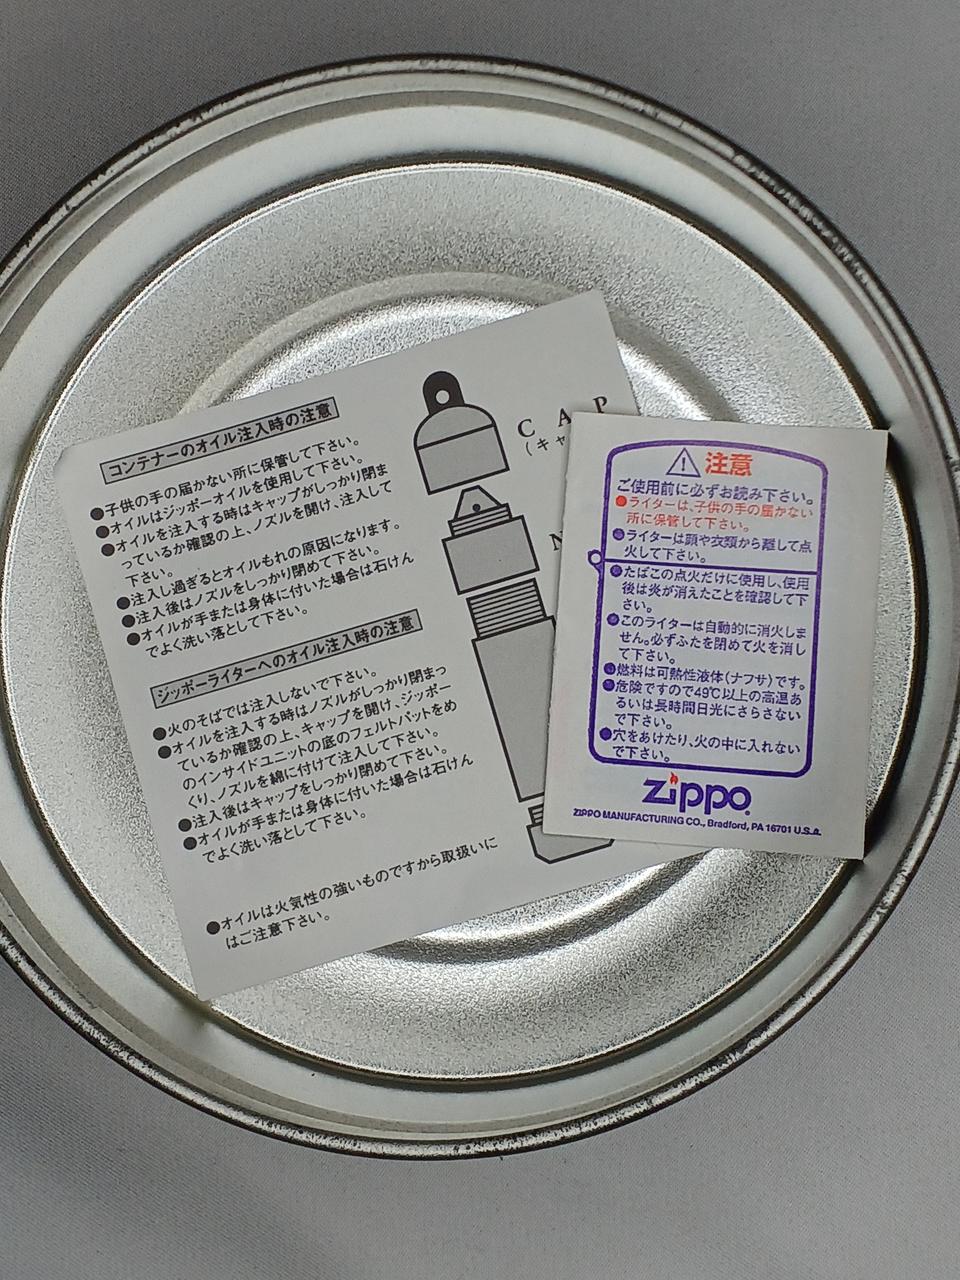 コンテナーのオイル注入時の注意
●子供の手の届かない所に保管して下さい。
●オイルはジッポーオイルを使用して下さい。
●オイルを注入する時はキャップがしっかり閉ま
っているか確認の上、ノズルを開け、注入して
下さい。
●注入し過ぎるとオイルもれの原因になります。
●注入後はノズルをしっかり閉めて下さい。
●オイルが手または身体に付いた場合は石けん
でよく洗い落として下さい。
ジッポーライターへのオイル注入時の注意
●火のそばでは注入しないで下さい。
●オイルを注入する時はノズルがしっかり閉まっ
ているか確認の上、キャップを開け、ジッポー
のインサイドユニットの底のフェルトパットをめ
くり、ノズルを綿に付けて注入して下さい。
●注入後はキャップをしっかり閉めて下さい。
●オイルが手または身体に付いた場合は石けん
でよく洗い落として下さい。
●オイルは火気性の強いものですから取扱いに
はご注意下さい。
CAP
(キャ
N
注意
ご使用前に必ずお読み下さい。
●ライターは、子供の手の届かない
所に保管して下さい。
●ライターは顔や衣類から離して点
火して下さい。
●たばこの点火だけに使用し、使用
後は炎が消えたことを確認して下
さい。
●このライターは自動的に消火しま
せん。必ずふたを閉めて火を消し
て下さい。
●燃料は可熱性液体(ナフサ)です。
●危険ですので49℃以上の高温あ
るいは長時間日光にさらさない
で下さい。
●穴をあけたり、火の中に入れない
で下さい。
Zippo
ZIPPO MANUFACTURING CO., Bradford, PA 16701 U.S.A.